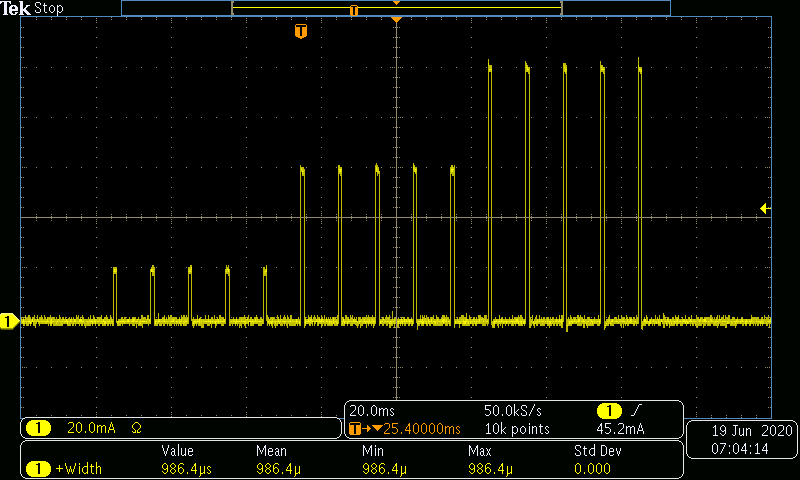 Tek Stop
T
T
1
20.0ms 50.0kS/s 1
1 20.0mA Ω T→▼25.40000ms 10k points 45.2mA
19 Jun 2020
07:04:14
Value Mean Min Max Std Dev
1 +Width 986.4µs 986.4µ 986.4µ 986.4µ 0.000